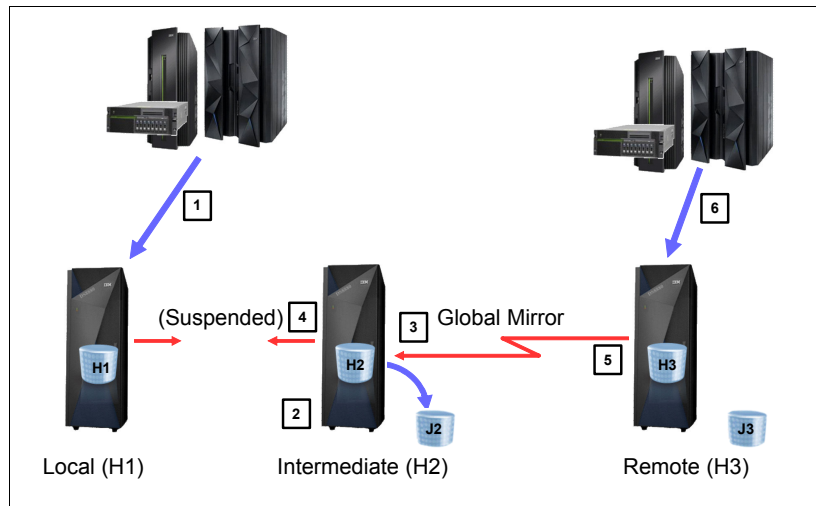 1
6
(Suspended)
4
3
Global Mirror
5
H1
H2
H3
2
J2
J3
Local (H1)
Intermediate (H2)
Remote (H3)